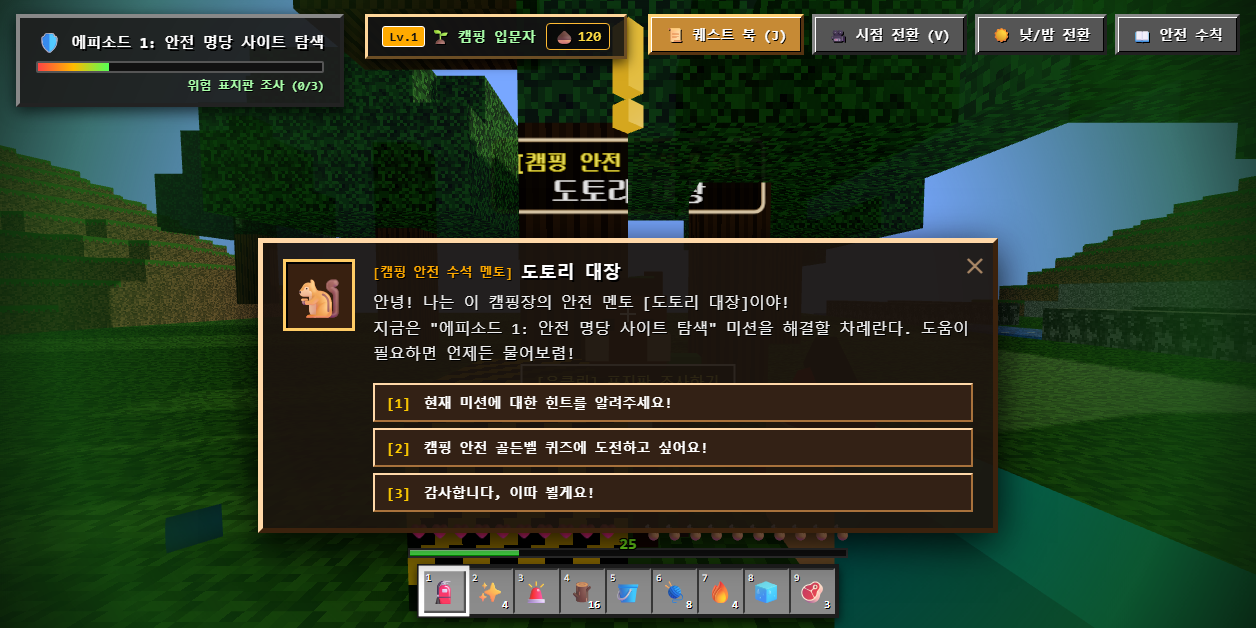 에피소드 1: 안전 명당 사이트 탐색
위험 표지판 조사 (0/3)
Lv.1 캠핑 입문자 120
퀘스트 북 (J)
시점 전환 (V)
낮/밤 전환
안전 수칙
[캠핑 안전
도토리
[캠핑 안전 수석 멘토] 도토리 대장
안녕! 나는 이 캠핑장의 안전 멘토 [도토리 대장]이야!
지금은 "에피소드 1: 안전 명당 사이트 탐색" 미션을 해결할 차례란다. 도움이
필요하면 언제든 물어보렴!
[1] 현재 미션에 대한 힌트를 알려주세요!
[2] 캠핑 안전 골든벨 퀴즈에 도전하고 싶어요!
[3] 감사합니다, 이따 뵐게요!
25
1 2 3 4 5 6 7 8 9
4 16 8 4 3